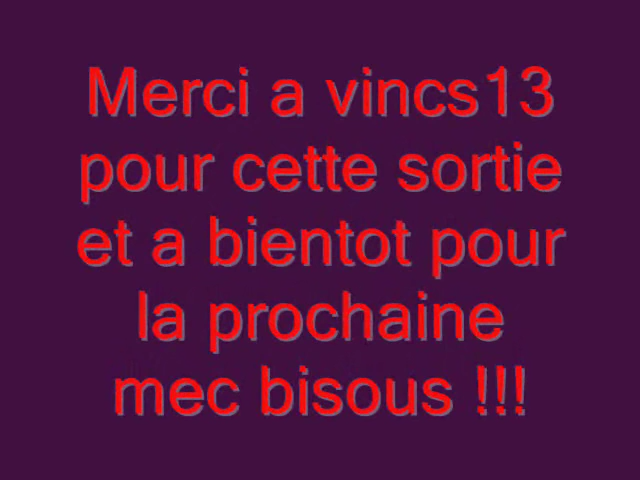 Merci a vincs13
pour cette sortie
et a bientot pour
la prochaine
mec bisous !!!